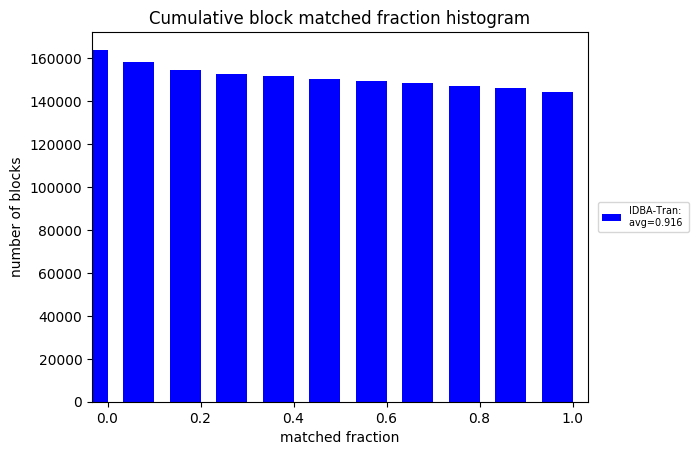 Cumulative block matched fraction histogram
160000
140000
120000
100000
80000
60000
40000
20000
0
number of blocks
0.0 0.2 0.4 0.6 0.8 1.0
matched fraction
IDBA-Tran:
avg=0.916